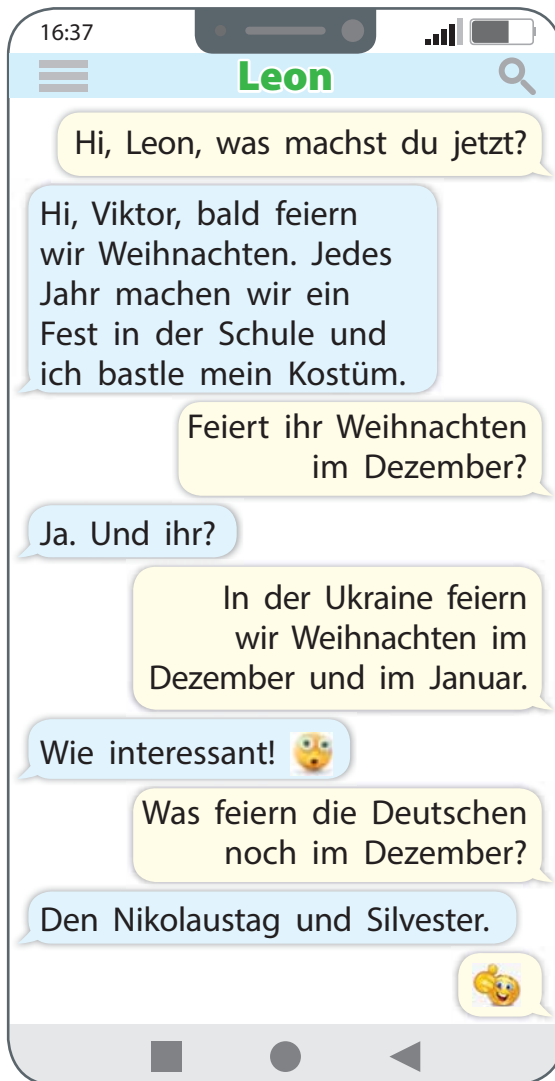 16:37
Leon
Hi, Leon, was machst du jetzt?
Hi, Viktor, bald feiern
wir Weihnachten. Jedes
Jahr machen wir ein
Fest in der Schule und
ich bastle mein Kostüm.
Feiert ihr Weihnachten
im Dezember?
Ja. Und ihr?
In der Ukraine feiern
wir Weihnachten im
Dezember und im Januar.
Wie interessant!
Was feiern die Deutschen
noch im Dezember?
Den Nikolaustag und Silvester.